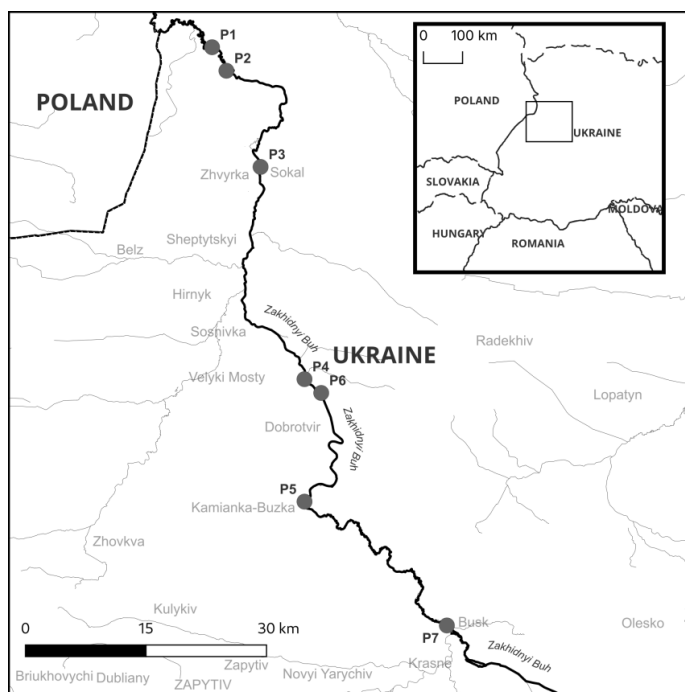 P1
P2
POLAND
P3
Zhvyrka
Sokal
Sheptytskyi
Belz
Hirnyk
Zakhidnyi Buh
Sosnivka
UKRAINE
Radekhiv
P4
Velyki Mosty
P6
Lopatyn
Dobrotvir
Zakhidnyi Buh
P5
Kamianka-Buzka
Zhovkva
Kulykiv
Busk
Olesko
P7
0 15 30 km
Krasne
Zakhidnyi Buh
Zapytiv
Novyi Yarychiv
Briukhovychi
Dubliany
ZAPYTIV
0 100 km
POLAND
UKRAINE
SLOVAKIA
MOLDOVA
HUNGARY
ROMANIA